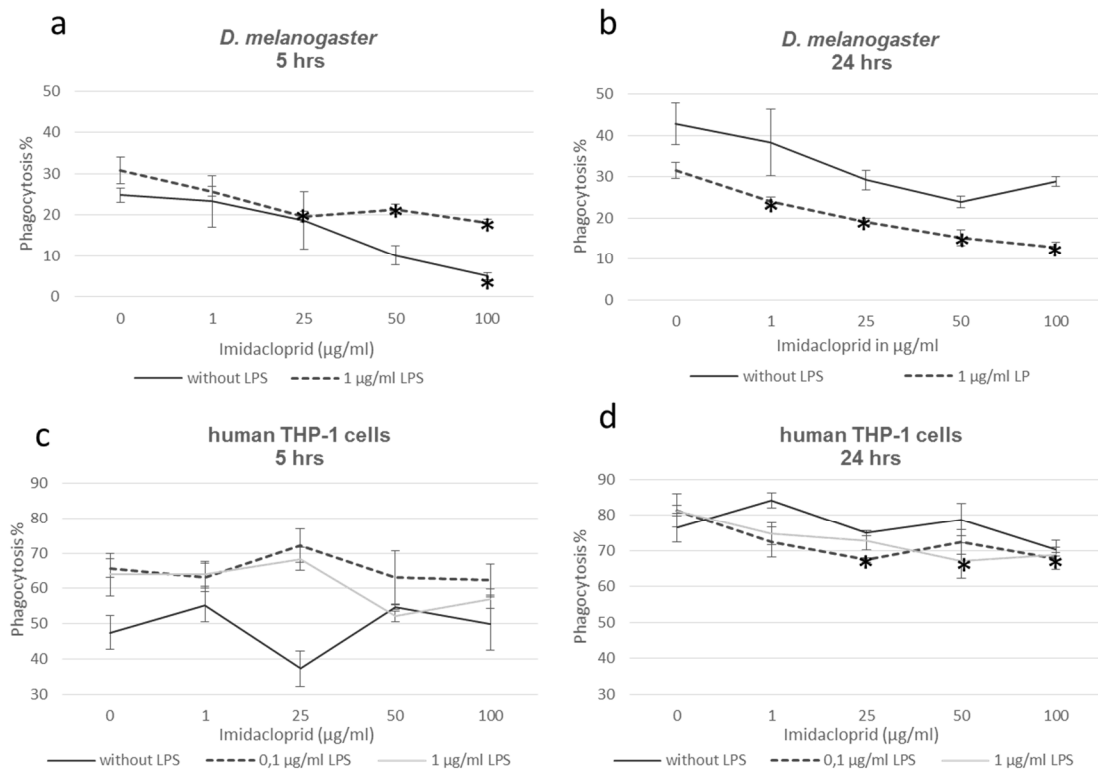 a
D. melanogaster
5 hrs
Phagocytosis %
50
40
30
20
10
0
0 1 25 50 100
Imidacloprid (µg/ml)
without LPS 1 µg/ml LPS
b
D. melanogaster
24 hrs
Phagocytosis %
50
40
30
20
10
0
0 1 25 50 100
Imidacloprid in µg/ml
without LPS 1 µg/ml LP
c
human THP-1 cells
5 hrs
Phagocytosis %
90
80
70
60
50
40
30
0 1 25 50 100
Imidacloprid (µg/ml)
without LPS 0,1 µg/ml LPS 1 µg/ml LPS
d
human THP-1 cells
24 hrs
Phagocytosis %
90
80
70
60
50
40
30
0 1 25 50 100
Imidacloprid (µg/ml)
without LPS 0,1 µg/ml LPS 1 µg/ml LPS